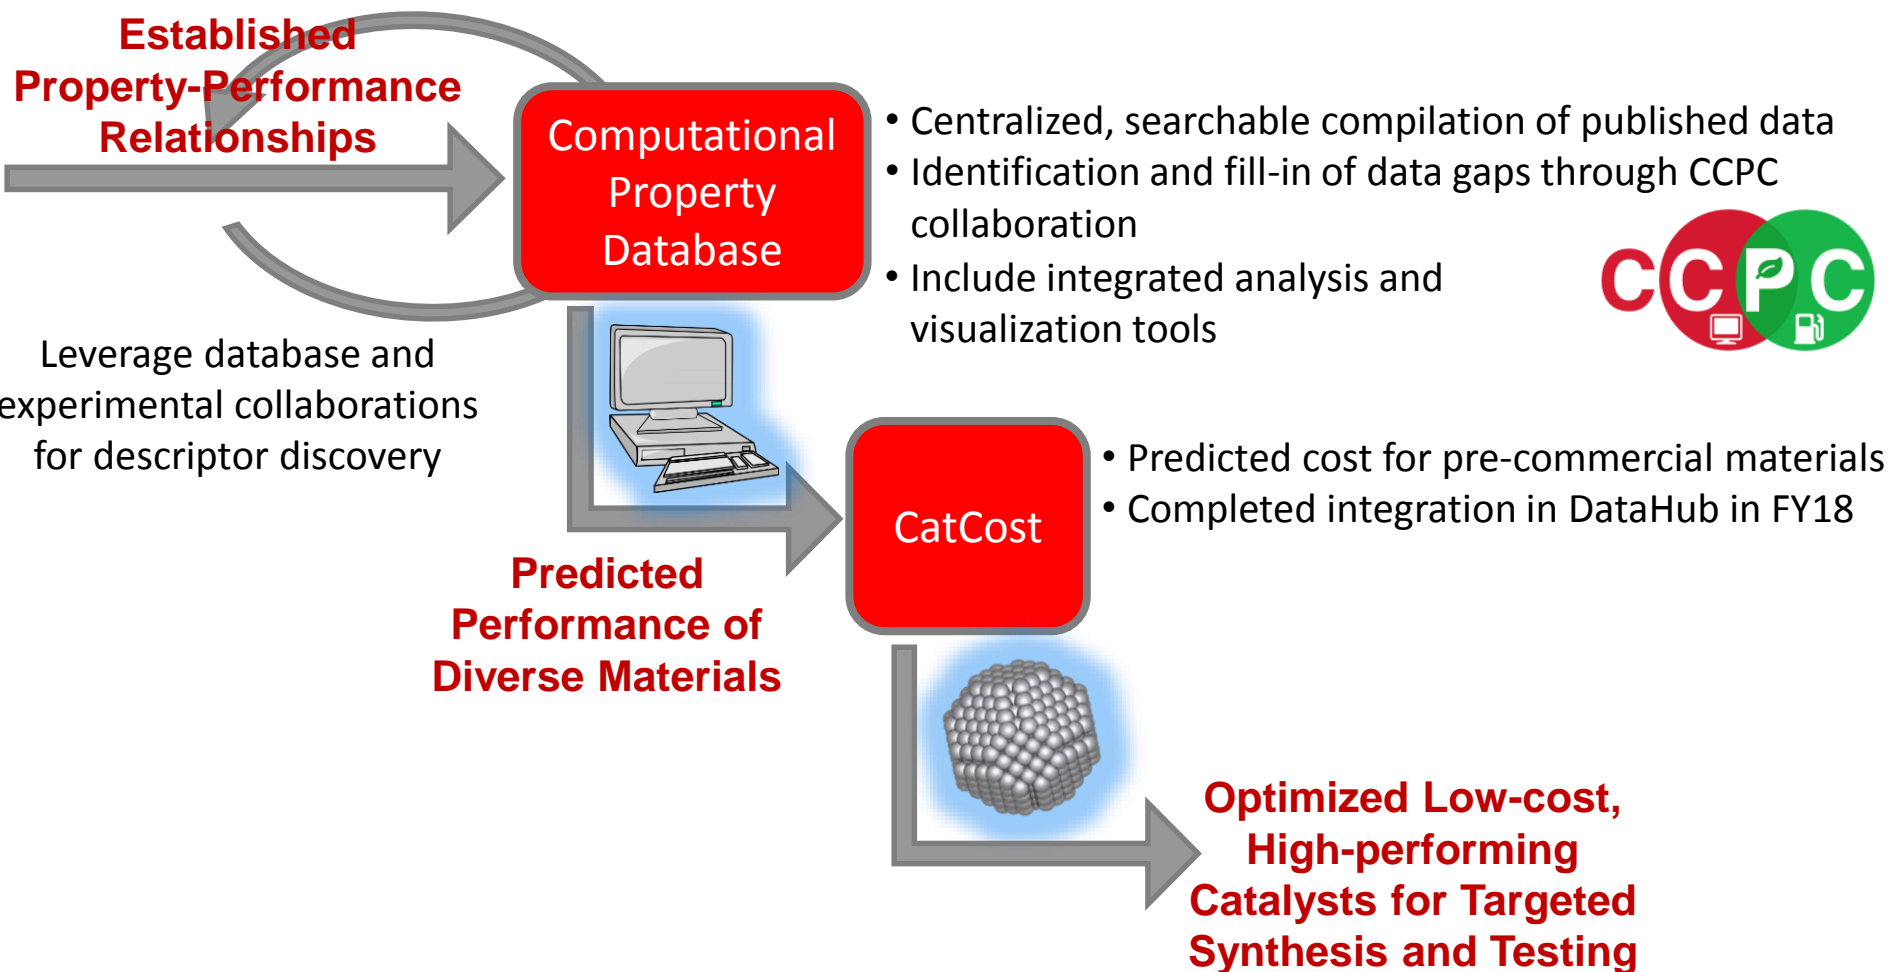 Established
Property-Performance
Relationships
Computational
Property
Database
• Centralized, searchable compilation of published data
• Identification and fill-in of data gaps through CCPC
collaboration
• Include integrated analysis and
visualization tools
CCPC
Leverage database and
experimental collaborations
for descriptor discovery
CatCost
• Predicted cost for pre-commercial materials
• Completed integration in DataHub in FY18
Predicted
Performance of
Diverse Materials
Optimized Low-cost,
High-performing
Catalysts for Targeted
Synthesis and Testing